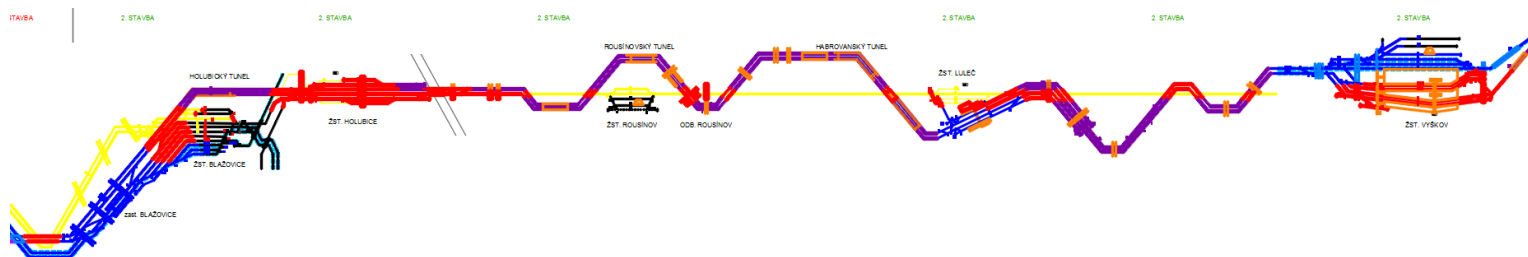 STAVBA
2. STAVBA
2. STAVBA
2. STAVBA
2. STAVBA
2. STAVBA
2. STAVBA
ROUSÍNOVSKÝ TUNEL
HABROVANSKÝ TUNEL
HOLUBICKÝ TUNEL
ŽST. LULEČ
ŽST. HOLUBICE
ŽST. ROUSÍNOV
ODB. ROUSÍNOV
ŽST. VYŠKOV
ŽST. BLAŽOVICE
zast. BLAŽOVICE